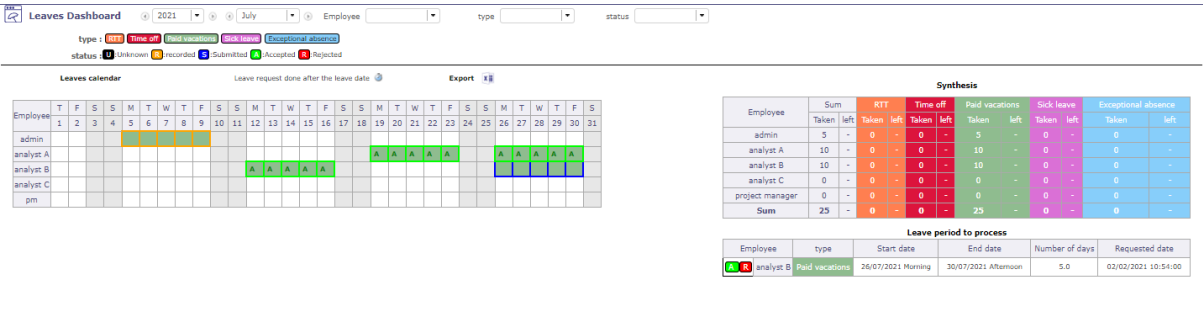 Leaves Dashboard 2021 July Employee type status
type : RTT Time off Paid vacations Sick leave Exceptional absence
status : U :Unknown R :recorded S :Submitted A :Accepted R :Rejected
Leaves calendar Leave request done after the leave date Export
Employee T F S S M T W T F S S M T W T F S S M T W T F S S M T W T F S
1 2 3 4 5 6 7 8 9 10 11 12 13 14 15 16 17 18 19 20 21 22 23 24 25 26 27 28 29 30 31
admin
analyst A A A A A A A A A A A
analyst B A A A A A
analyst C
pm
Synthesis
Employee Sum RTT Time off Paid vacations Sick leave Exceptional absence
Taken left Taken left Taken left Taken left Taken left Taken left
admin 5 - 0 - 0 - 5 - 0 - 0 -
analyst A 10 - 0 - 0 - 10 - 0 - 0 -
analyst B 10 - 0 - 0 - 10 - 0 - 0 -
analyst C 0 - 0 - 0 - 0 - 0 - 0 -
project manager 0 - 0 - 0 - 0 - 0 - 0 -
Sum 25 - 0 - 0 - 25 - 0 - 0 -
Leave period to process
Employee type Start date End date Number of days Requested date
A R analyst B Paid vacations 26/07/2021 Morning 30/07/2021 Afternoon 5.0 02/02/2021 10:54:00